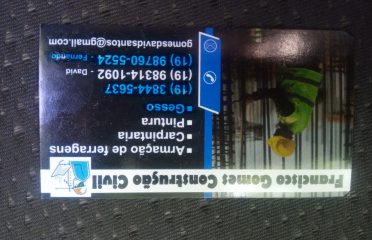 Francisco Gomes Construção Civil
▪ Armação de ferragens
▪ Carpintaria
▪ Pintura
▪ Gesso
(19) 3844-5637
(19) 98314-1092 - David
(19) 98760-5524 - Fernando
gomesdavidsantos@gmail.com